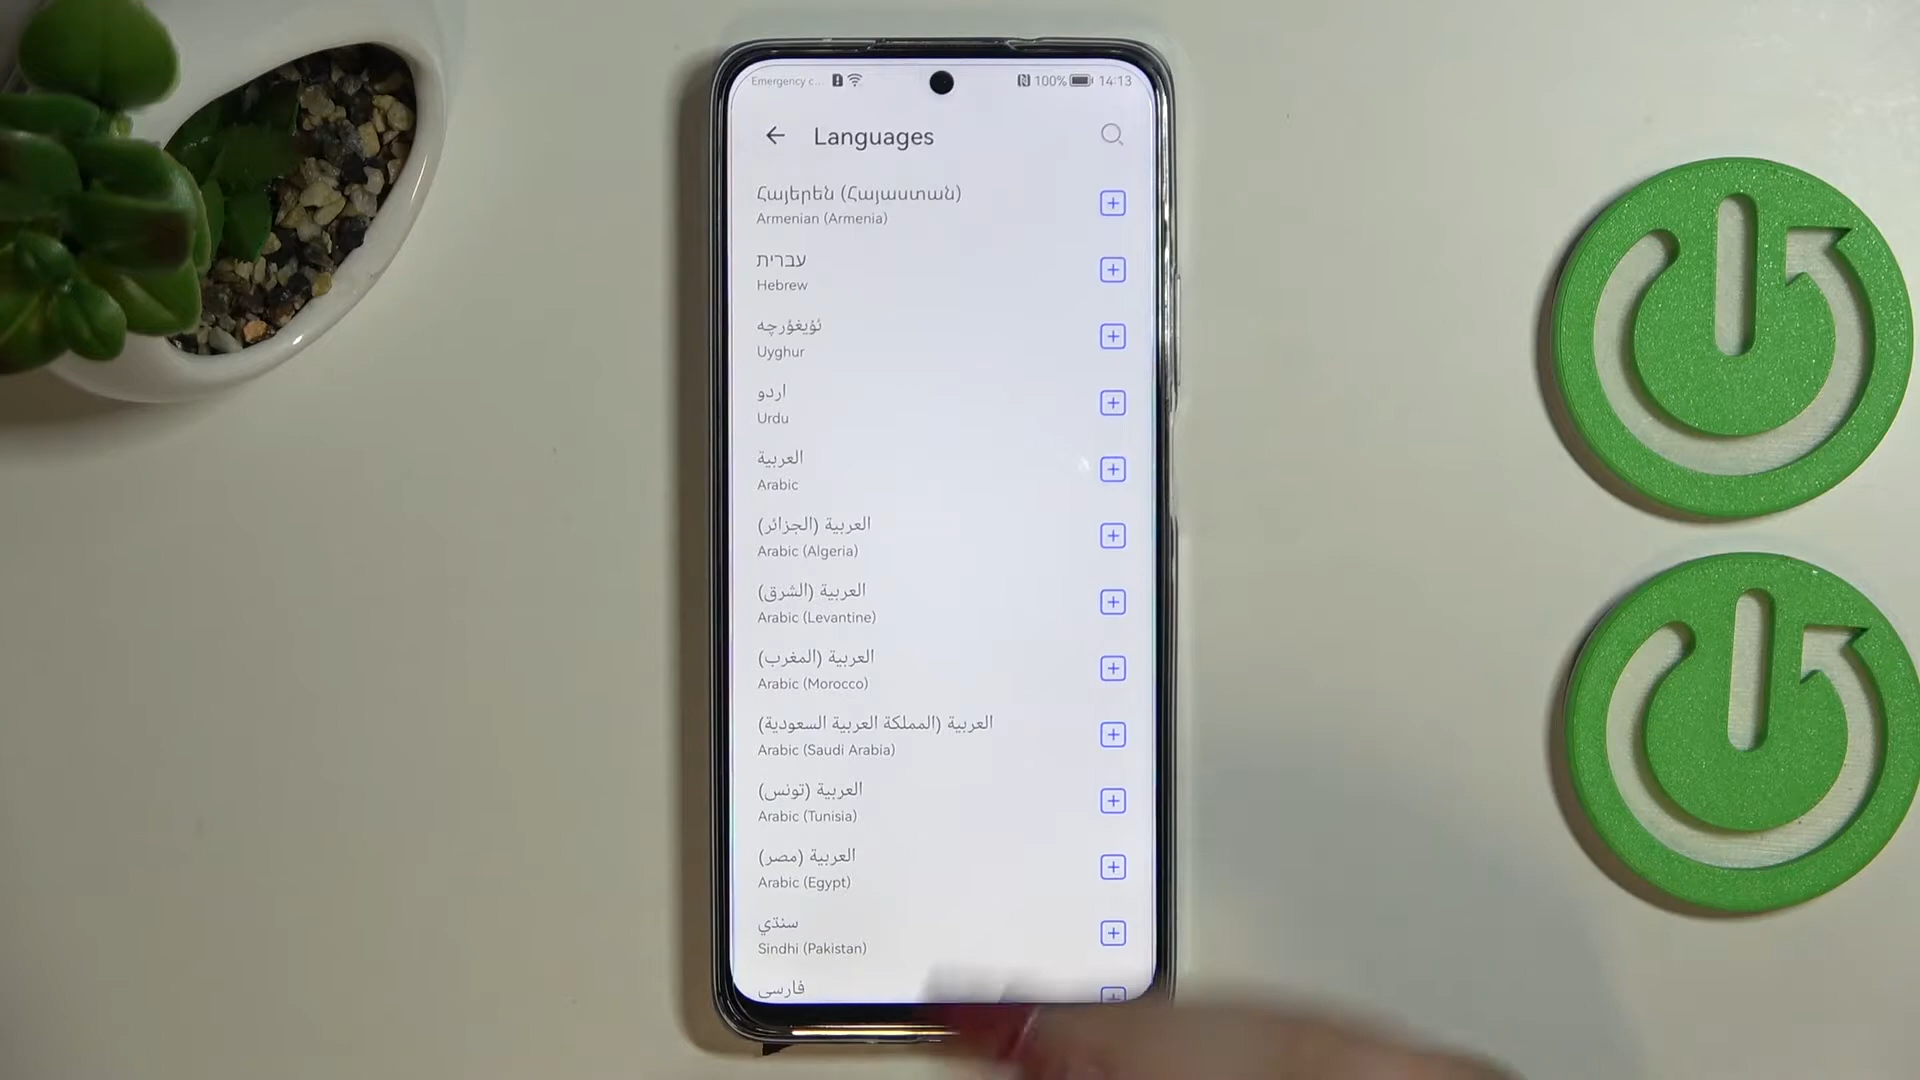 Emergency c... 100% 14:13
Languages
Հայերեն (Հայաստան)
Armenian (Armenia)
עברית
Hebrew
ئۇيغۇرچە
Uyghur
اردو
Urdu
العربية
Arabic
العربية (الجزائر)
Arabic (Algeria)
العربية (الشرق)
Arabic (Levantine)
العربية (المغرب)
Arabic (Morocco)
العربية (المملكة العربية السعودية)
Arabic (Saudi Arabia)
العربية (تونس)
Arabic (Tunisia)
العربية (مصر)
Arabic (Egypt)
سنڌي
Sindhi (Pakistan)
فارسی